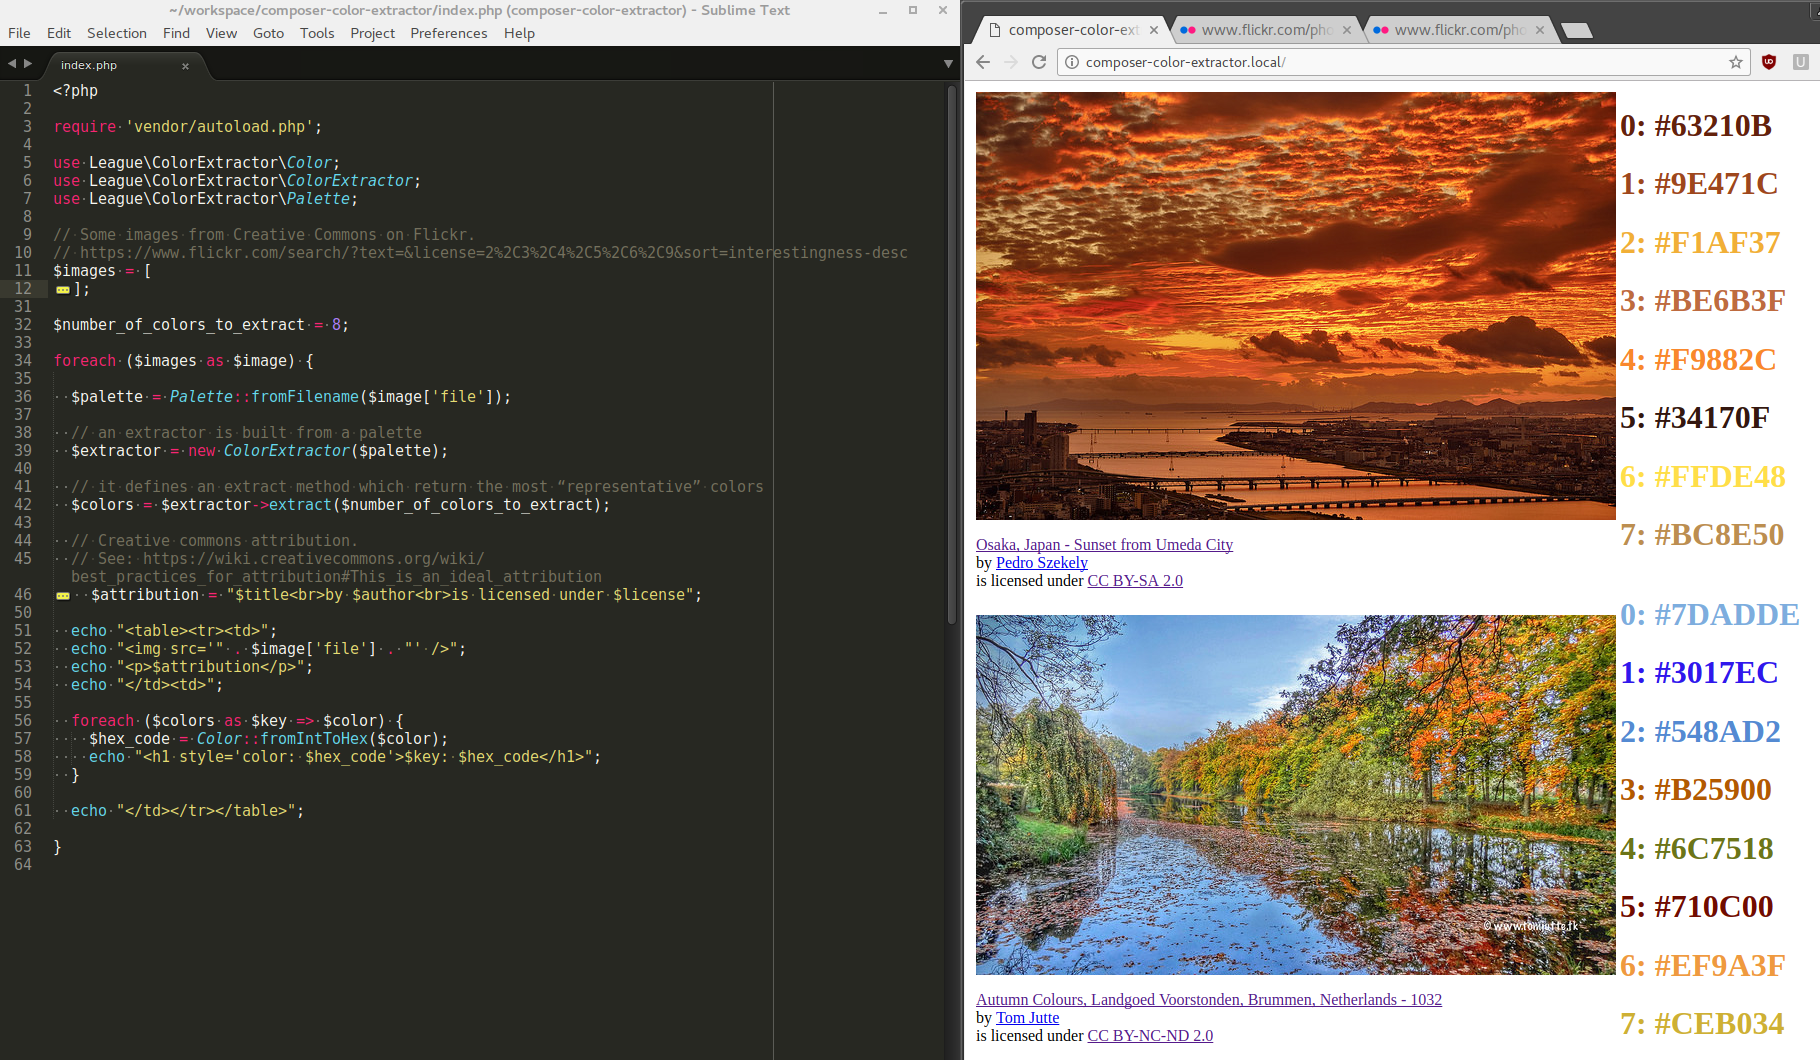 ~/workspace/composer-color-extractor/index.php (composer-color-extractor) - Sublime Text
File Edit Selection Find View Goto Tools Project Preferences Help
index.php
1 <?php
2
3 require 'vendor/autoload.php';
4
5 use League\ColorExtractor\Color;
6 use League\ColorExtractor\ColorExtractor;
7 use League\ColorExtractor\Palette;
8
9 // Some images from Creative Commons on Flickr.
10 // https://www.flickr.com/search/?text=&license=2%2C3%2C4%2C5%2C6%2C9&sort=interestingness-desc
11 $images = [
12 ];
31
32 $number_of_colors_to_extract = 8;
33
34 foreach ($images as $image) {
35
36 $palette = Palette::fromFilename($image['file']);
37
38 // an extractor is built from a palette
39 $extractor = new ColorExtractor($palette);
40
41 // it defines an extract method which return the most “representative” colors
42 $colors = $extractor->extract($number_of_colors_to_extract);
43
44 // Creative commons attribution.
45 // See: https://wiki.creativecommons.org/wiki/
best_practices_for_attribution#This_is_an_ideal_attribution
46 $attribution = "$title<br>by $author<br>is licensed under $license";
50
51 echo "<table><tr><td>";
52 echo "<img src='" . $image['file'] . "' />";
53 echo "<p>$attribution</p>";
54 echo "</td><td>";
55
56 foreach ($colors as $key => $color) {
57 $hex_code = Color::fromIntToHex($color);
58 echo "<h1 style='color: $hex_code'>$key: $hex_code</h1>";
59 }
60
61 echo "</td></tr></table>";
62
63 }
64
composer-color-ext www.flickr.com/pho www.flickr.com/pho
composer-color-extractor.local/
0: #63210B
1: #9E471C
2: #F1AF37
3: #BE6B3F
4: #F9882C
5: #34170F
6: #FFDE48
7: #BC8E50
Osaka, Japan - Sunset from Umeda City
by Pedro Szekely
is licensed under CC BY-SA 2.0
0: #7DADDE
1: #3017EC
2: #548AD2
3: #B25900
4: #6C7518
5: #710C00
6: #EF9A3F
7: #CEB034
© www.tomjutte.tk
Autumn Colours, Landgoed Voorstonden, Brummen, Netherlands - 1032
by Tom Jutte
is licensed under CC BY-NC-ND 2.0